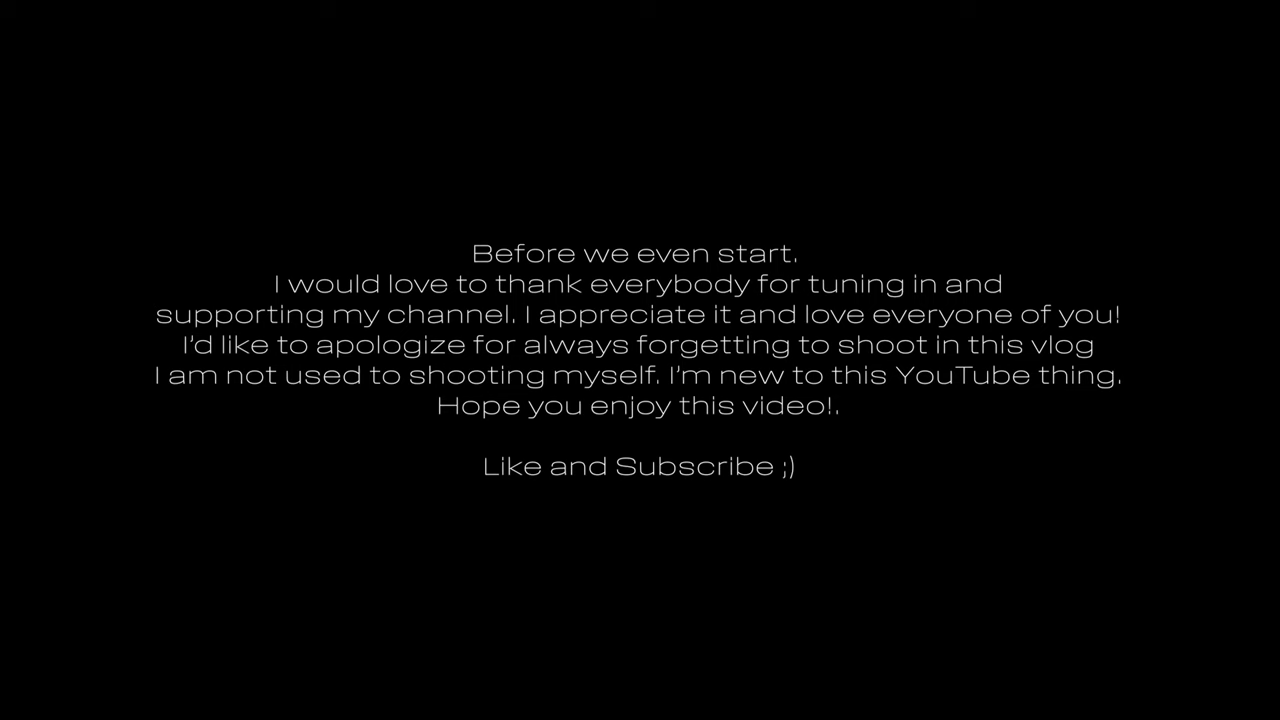 Before we even start.
I would love to thank everybody for tuning in and
supporting my channel. I appreciate it and love everyone of you!
I'd like to apologize for always forgetting to shoot in this vlog
I am not used to shooting myself. I'm new to this YouTube thing.
Hope you enjoy this video!.
Like and Subscribe ;)